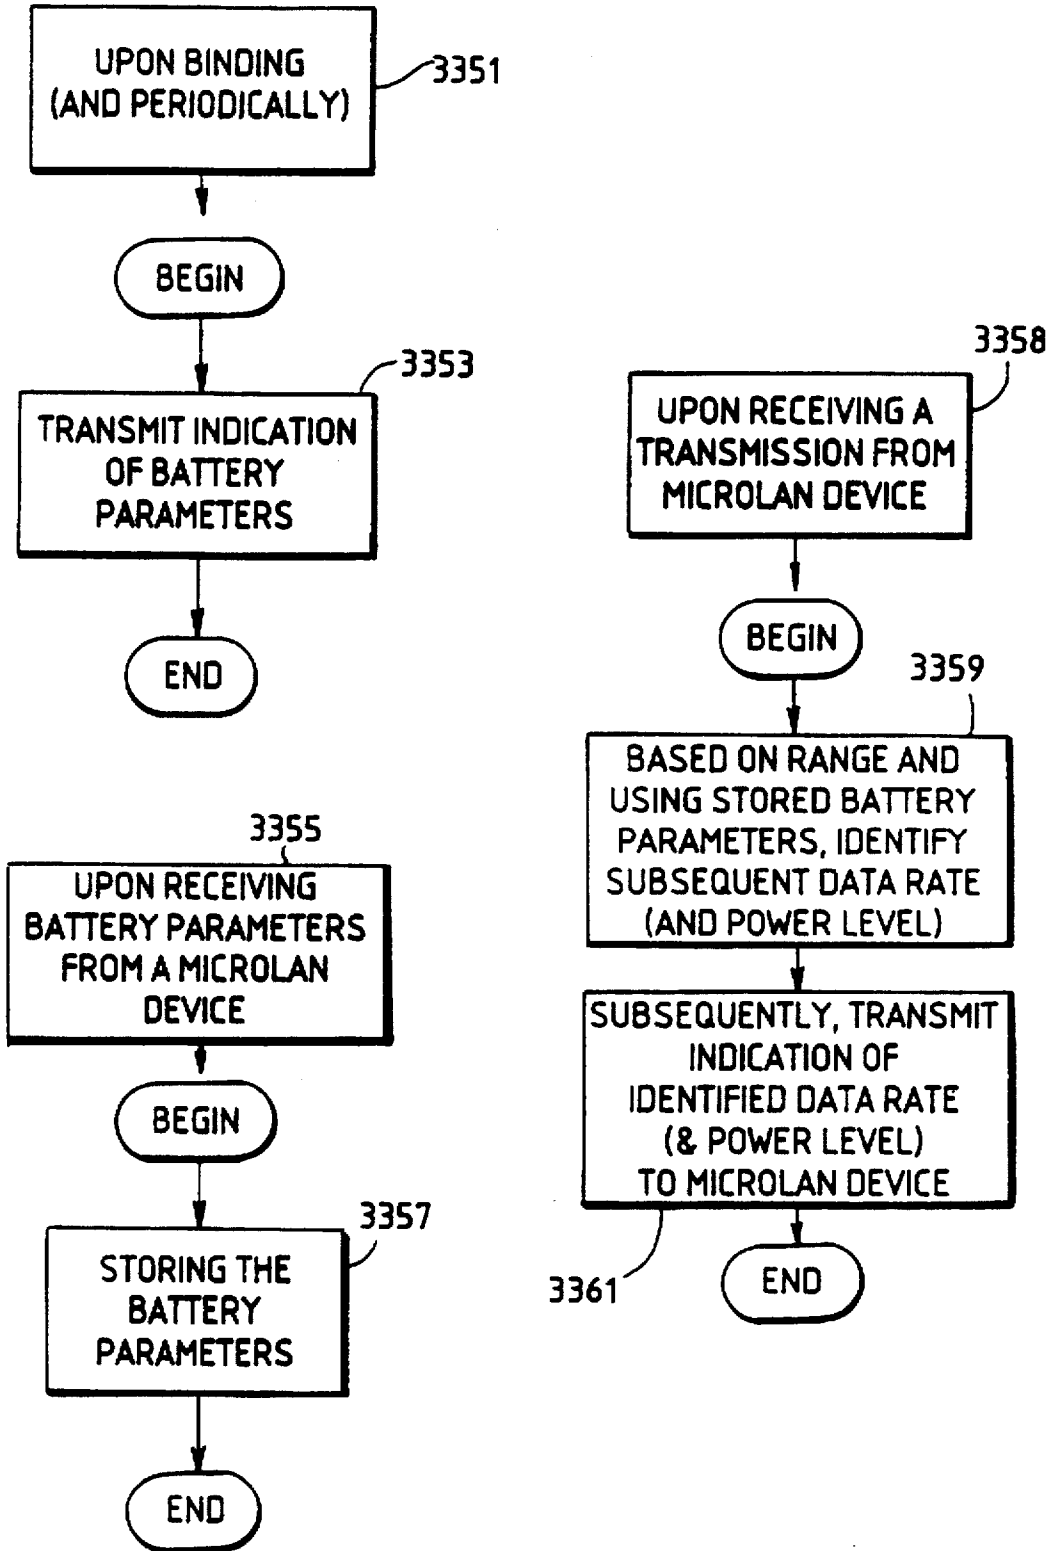 UPON BINDING
(AND PERIODICALLY)
3351
BEGIN
3353
TRANSMIT INDICATION
OF BATTERY
PARAMETERS
END
3355
UPON RECEIVING
BATTERY PARAMETERS
FROM A MICROLAN
DEVICE
BEGIN
3357
STORING THE
BATTERY
PARAMETERS
END
3358
UPON RECEIVING A
TRANSMISSION FROM
MICROLAN DEVICE
BEGIN
3359
BASED ON RANGE AND
USING STORED BATTERY
PARAMETERS, IDENTIFY
SUBSEQUENT DATA RATE
(AND POWER LEVEL)
SUBSEQUENTLY, TRANSMIT
INDICATION OF
IDENTIFIED DATA RATE
(& POWER LEVEL)
TO MICROLAN DEVICE
3361
END